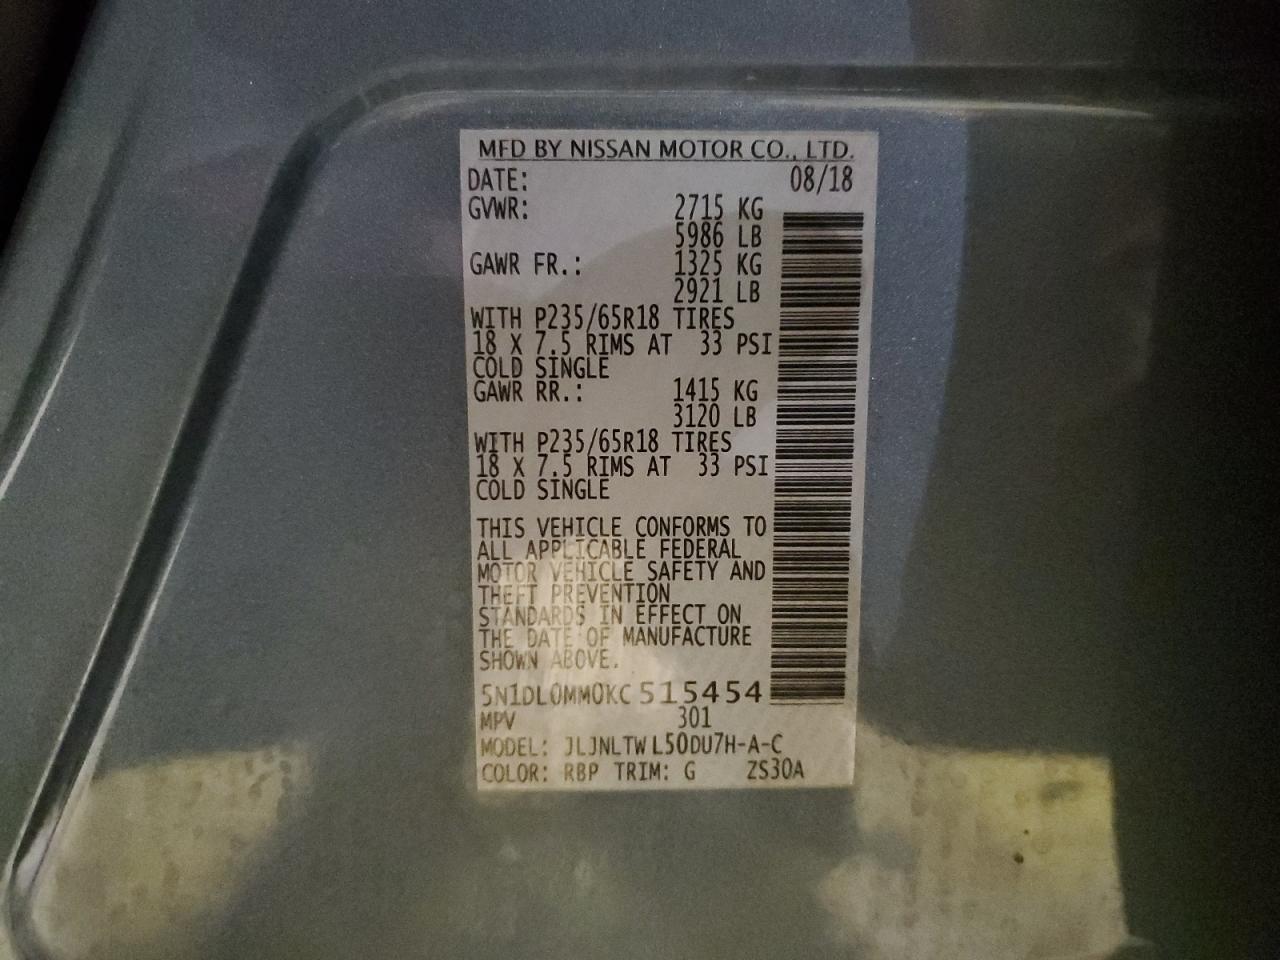 MFD BY NISSAN MOTOR CO., LTD.
DATE: 08/18
GVWR: 2715 KG
5986 LB
GAWR FR.: 1325 KG
2921 LB
WITH P235/65R18 TIRES
18 X 7.5 RIMS AT 33 PSI
COLD SINGLE
GAWR RR.: 1415 KG
3120 LB
WITH P235/65R18 TIRES
18 X 7.5 RIMS AT 33 PSI
COLD SINGLE
THIS VEHICLE CONFORMS TO
ALL APPLICABLE FEDERAL
MOTOR VEHICLE SAFETY AND
THEFT PREVENTION
STANDARDS IN EFFECT ON
THE DATE OF MANUFACTURE
SHOWN ABOVE.
5N1DL0MM0KC 515454
MPV 301
MODEL: JLJNLTW L50DU7H-A-C
COLOR: RBP TRIM: G ZS30A